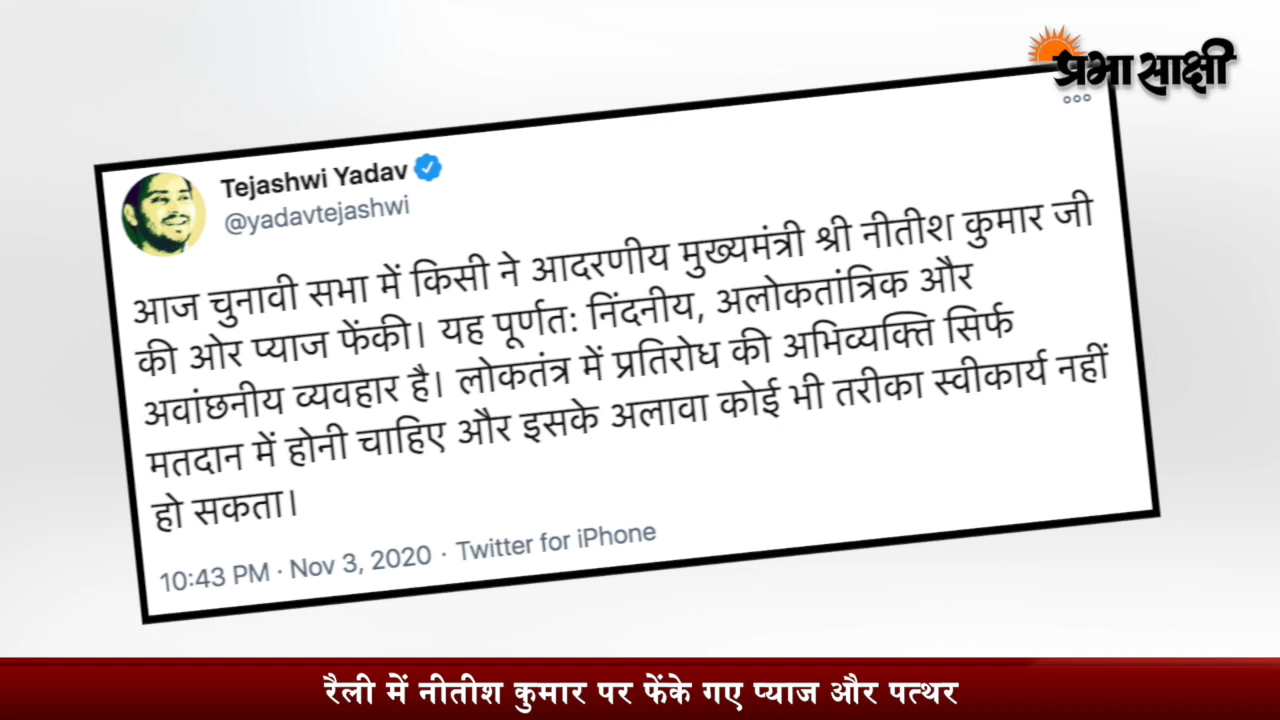 प्रभासाक्षी
Tejashwi Yadav
@yadavtejashwi
आज चुनावी सभा में किसी ने आदरणीय मुख्यमंत्री श्री नीतीश कुमार जी
की ओर प्याज फेंकी। यह पूर्णत: निंदनीय, अलोकतांत्रिक और
अवांछनीय व्यवहार है। लोकतंत्र में प्रतिरोध की अभिव्यक्ति सिर्फ
मतदान में होनी चाहिए और इसके अलावा कोई भी तरीका स्वीकार्य नहीं
हो सकता।
10:43 PM · Nov 3, 2020 · Twitter for iPhone
रैली में नीतीश कुमार पर फेंके गए प्याज और पत्थर